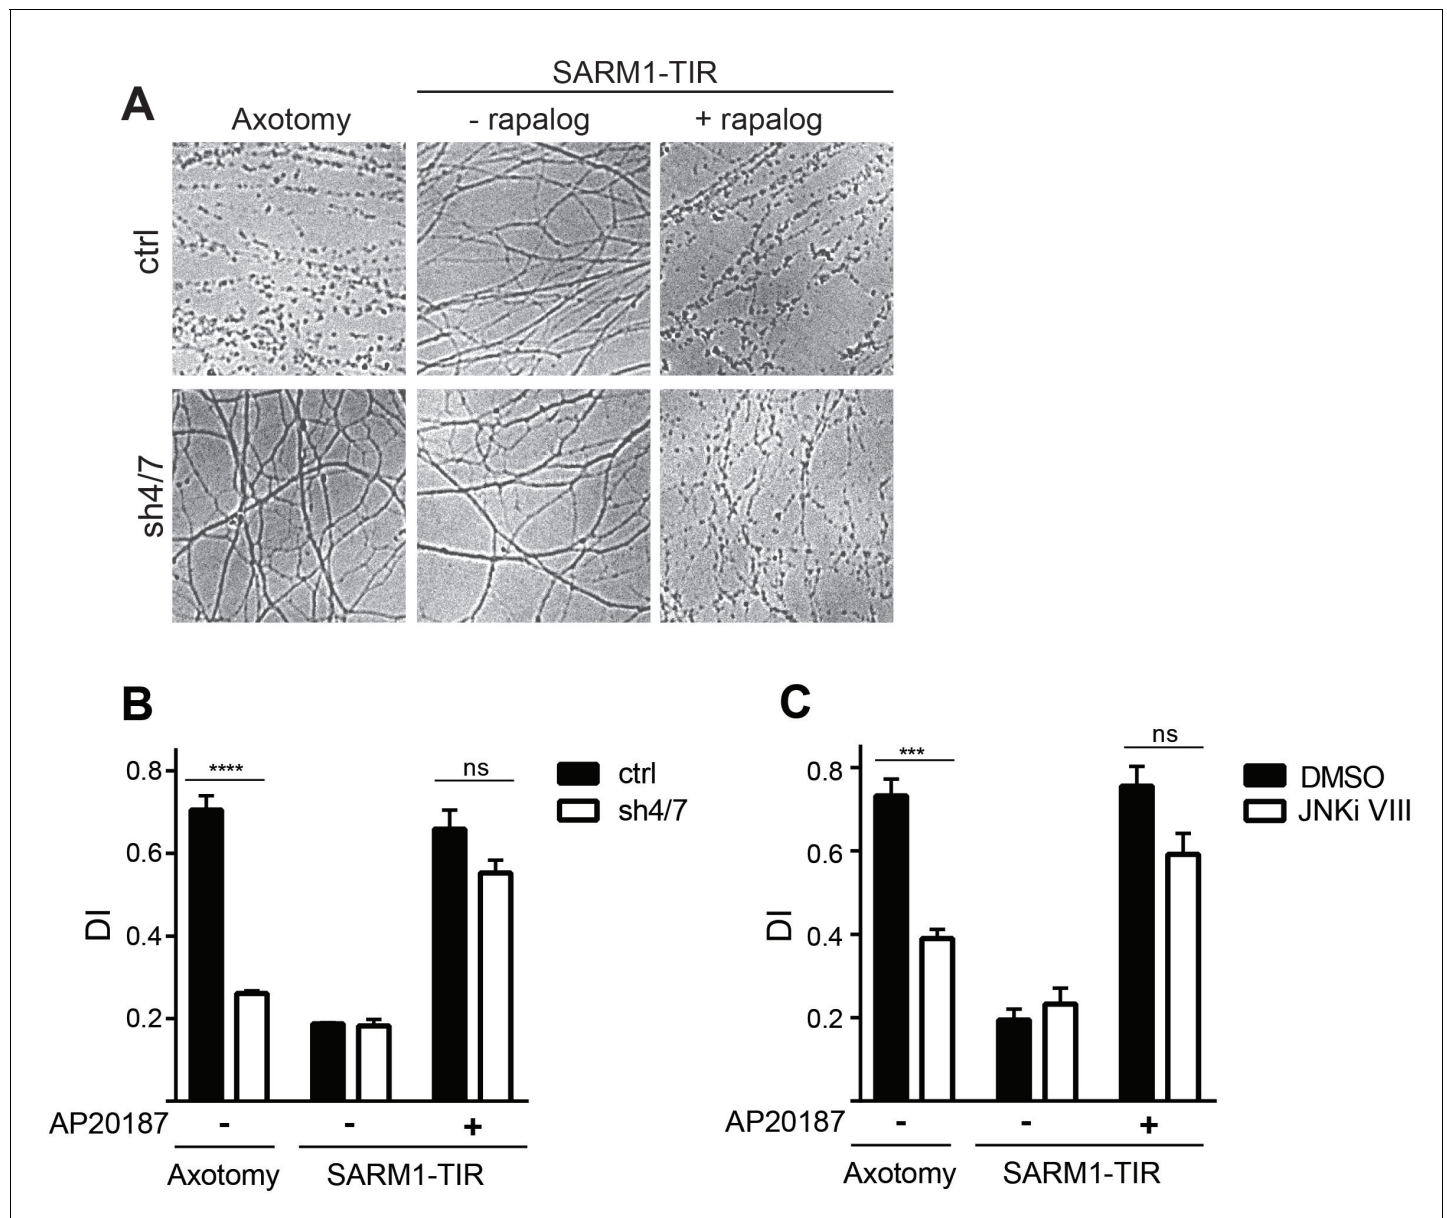 SARM1-TIR
A
Axotomy
- rapalog
+ rapalog
ctrl
sh4/7
B
DI
0.8
0.6
0.4
0.2
****
ns
ctrl
sh4/7
AP20187 - - +
Axotomy SARM1-TIR
C
DI
0.8
0.6
0.4
0.2
***
ns
DMSO
JNKi VIII
AP20187 - - +
Axotomy SARM1-TIR